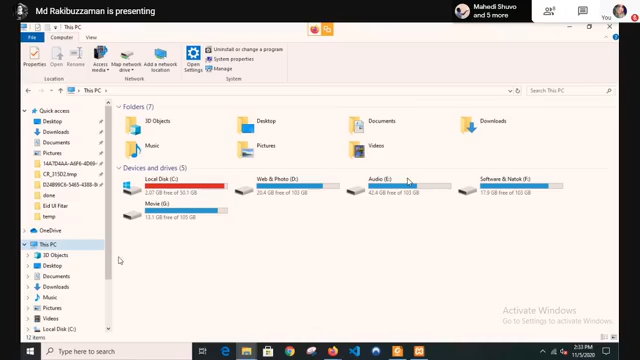 Md Rakibuzzaman is presenting
Mahedi Shuvo
and 5 more
This PC
File
Computer
View
Properties
Open
Rename
Access media
Map network drive
Add a network location
Open Settings
Uninstall or change a program
System properties
Manage
Location
Network
System
This PC
Search This PC
Quick access
Desktop
Downloads
Documents
Pictures
CR_315D2.tmp
done
Eid Ul Fitar
temp
OneDrive
This PC
3D Objects
Desktop
Documents
Downloads
Music
Pictures
Videos
Local Disk (C:)
Folders (7)
3D Objects
Desktop
Documents
Downloads
Music
Pictures
Videos
Devices and drives (5)
Local Disk (C:)
2.07 GB free of 50.1 GB
Web & Photo (D:)
20.4 GB free of 103 GB
Audio (E:)
42.4 GB free of 103 GB
Software & Natok (F:)
17.9 GB free of 103 GB
Movie (G:)
13.1 GB free of 105 GB
Activate Windows
Go to Settings to activate Windows.
12 items
Type here to search
2:33 PM
11/5/2020